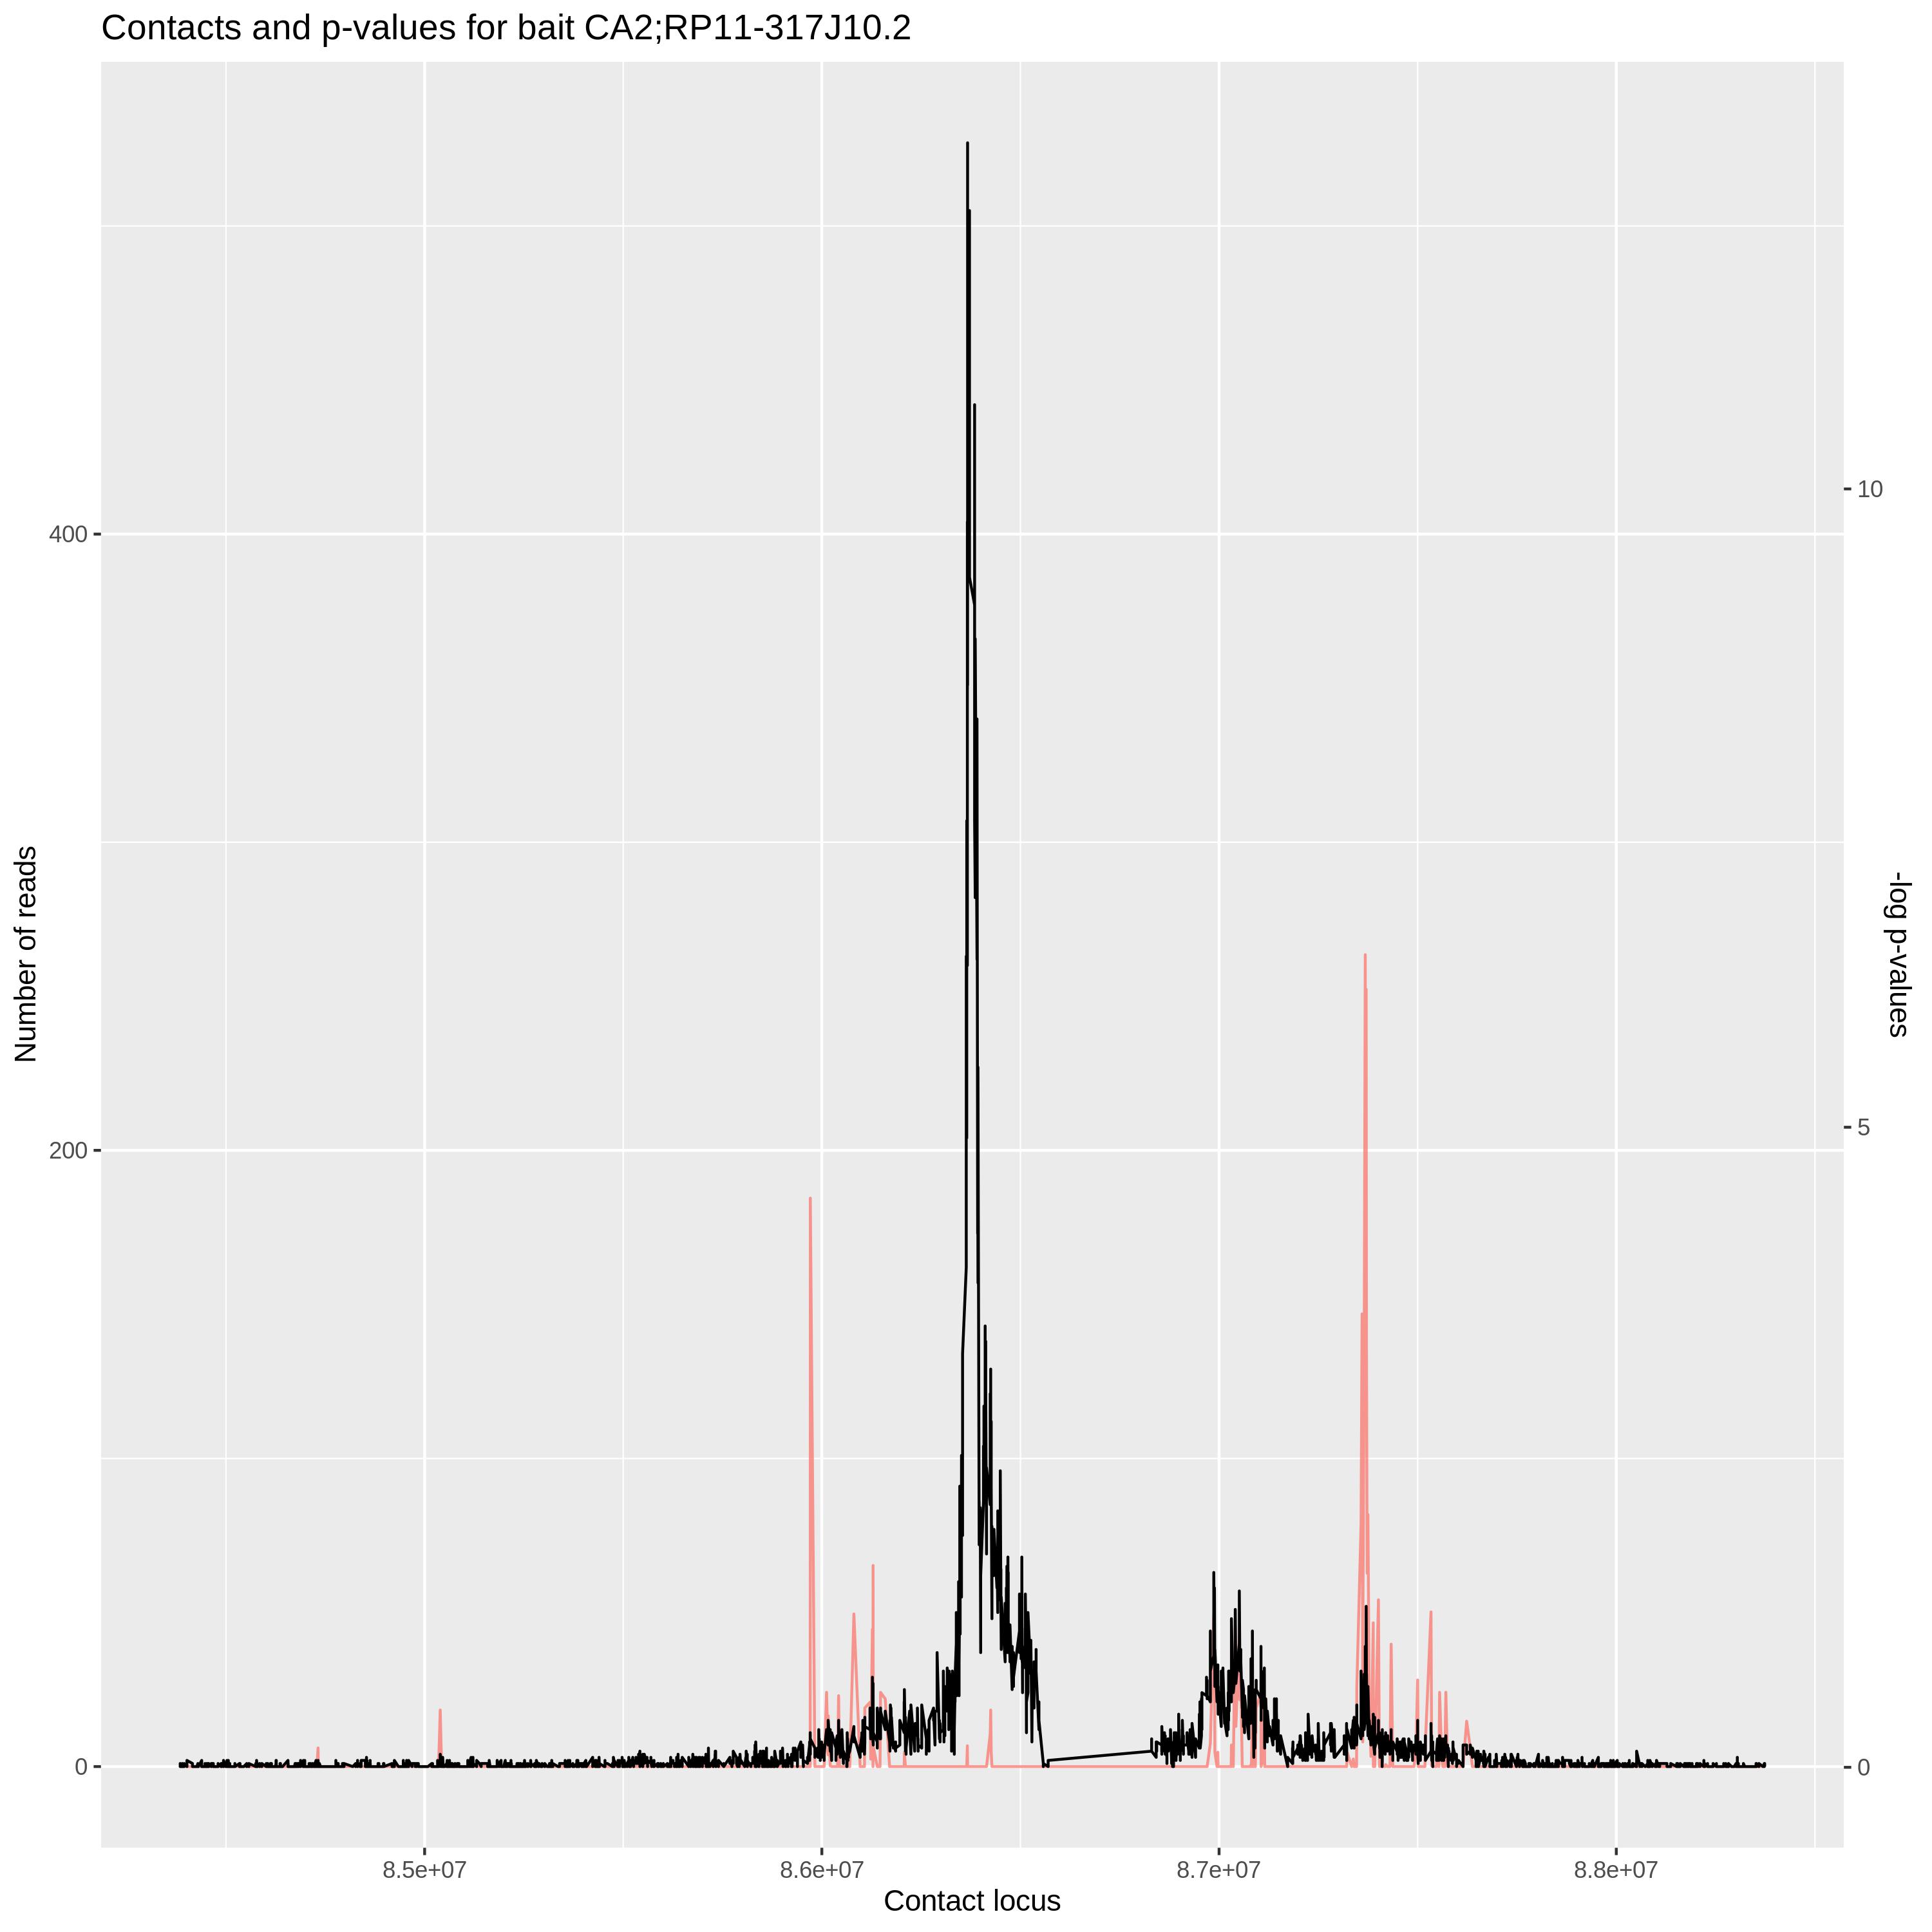 Contacts and p-values for bait CA2;RP11-317J10.2
400
200
0
Number of reads
10
5
0
-log p-values
8.5e+07 8.6e+07 8.7e+07 8.8e+07
Contact locus